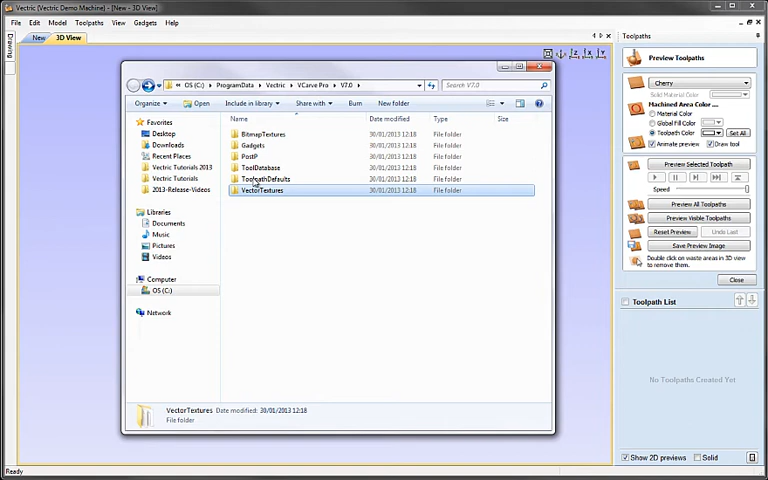 Vectric (Vectric Demo Machine) - [New - 3D View]
File Edit Model Toolpaths View Gadgets Help
New 3D View
Drawing
OS (C:) ProgramData Vectric VCarve Pro V7.0
Search V7.0
Organize Open Include in library Share with Burn New folder
Favorites
Desktop
Downloads
Recent Places
Vectric Tutorials 2013
Vectric Tutorials
2013-Release-Videos
Libraries
Documents
Music
Pictures
Videos
Computer
OS (C:)
Network
Name Date modified Type Size
BitmapTextures 30/01/2013 12:18 File folder
Gadgets 30/01/2013 12:18 File folder
PostP 30/01/2013 12:18 File folder
ToolDatabase 30/01/2013 12:18 File folder
ToolpathDefaults 30/01/2013 12:18 File folder
VectorTextures 30/01/2013 12:18 File folder
VectorTextures Date modified: 30/01/2013 12:18
File folder
Toolpaths
Preview Toolpaths
Cherry
Solid Material Color
Machined Area Color ...
Material Color
Global Fill Color
Toolpath Color Set All
Animate preview Draw tool
Preview Selected Toolpath
Speed
Preview All Toolpaths
Preview Visible Toolpaths
Reset Preview Undo Last
Save Preview Image
Double click on waste areas in 3D view
to remove them.
Close
Toolpath List
No Toolpaths Created Yet
Show 2D previews Solid
Ready